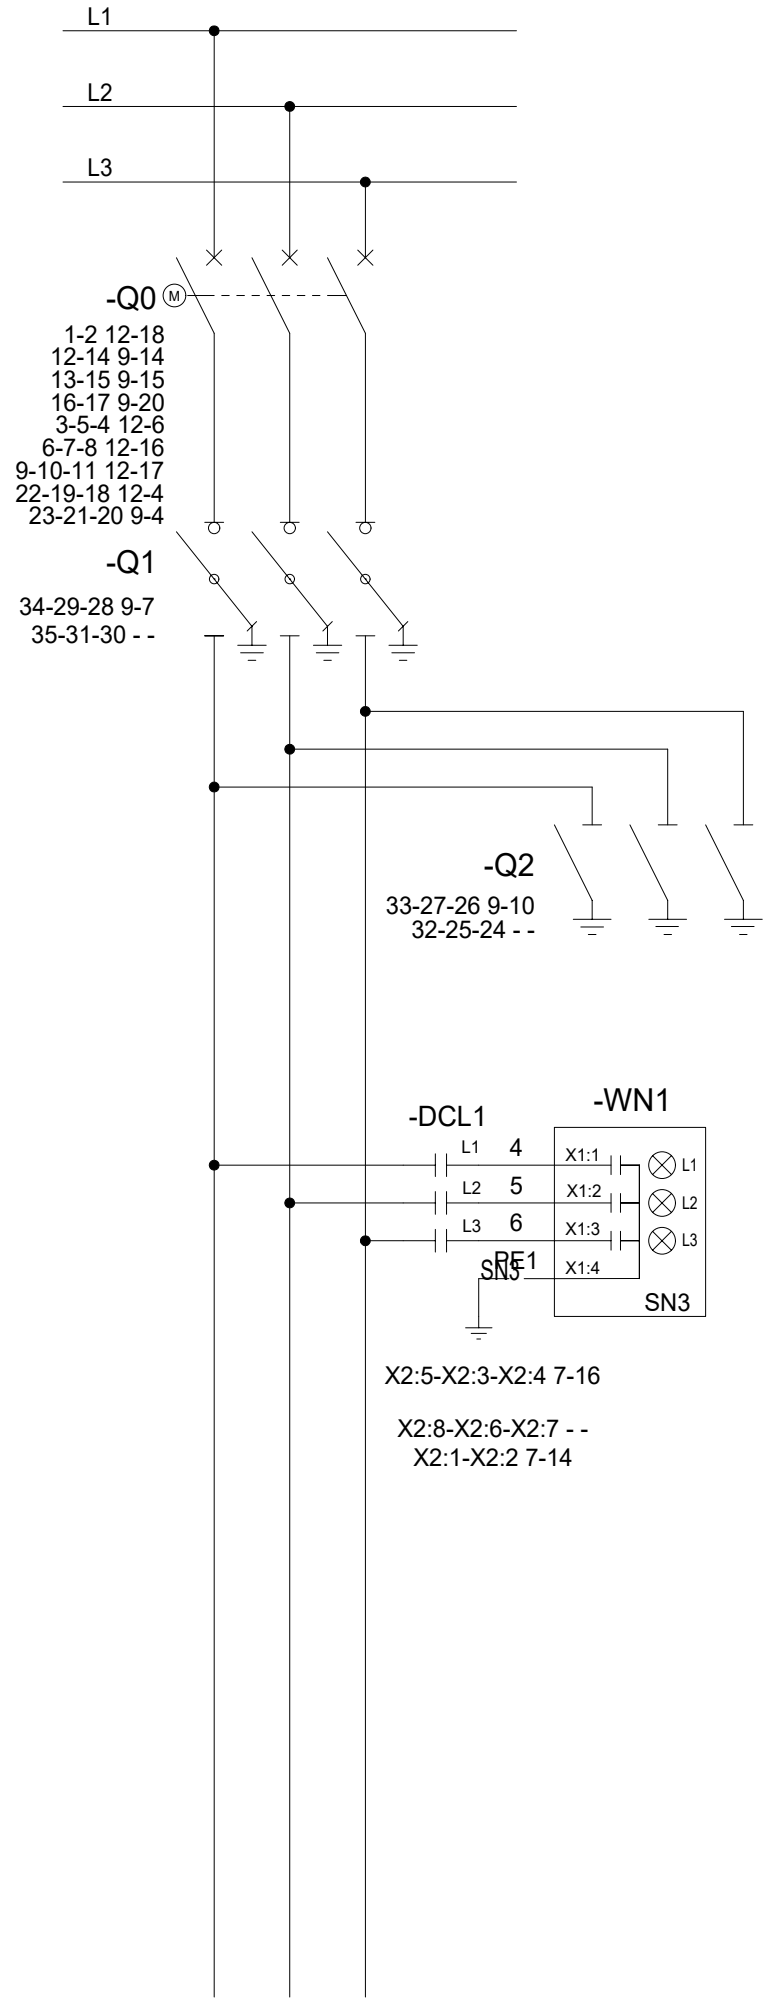 L1
L2
L3
-Q0 M
1-2 12-18
12-14 9-14
13-15 9-15
16-17 9-20
3-5-4 12-6
6-7-8 12-16
9-10-11 12-17
22-19-18 12-4
23-21-20 9-4
-Q1
34-29-28 9-7
35-31-30 - -
-Q2
33-27-26 9-10
32-25-24 - -
-DCL1
-WN1
L1 4 X1:1 L1
L2 5 X1:2 L2
L3 6 X1:3 L3
PE1
SN3 X1:4
SN3
X2:5-X2:3-X2:4 7-16
X2:8-X2:6-X2:7 - -
X2:1-X2:2 7-14